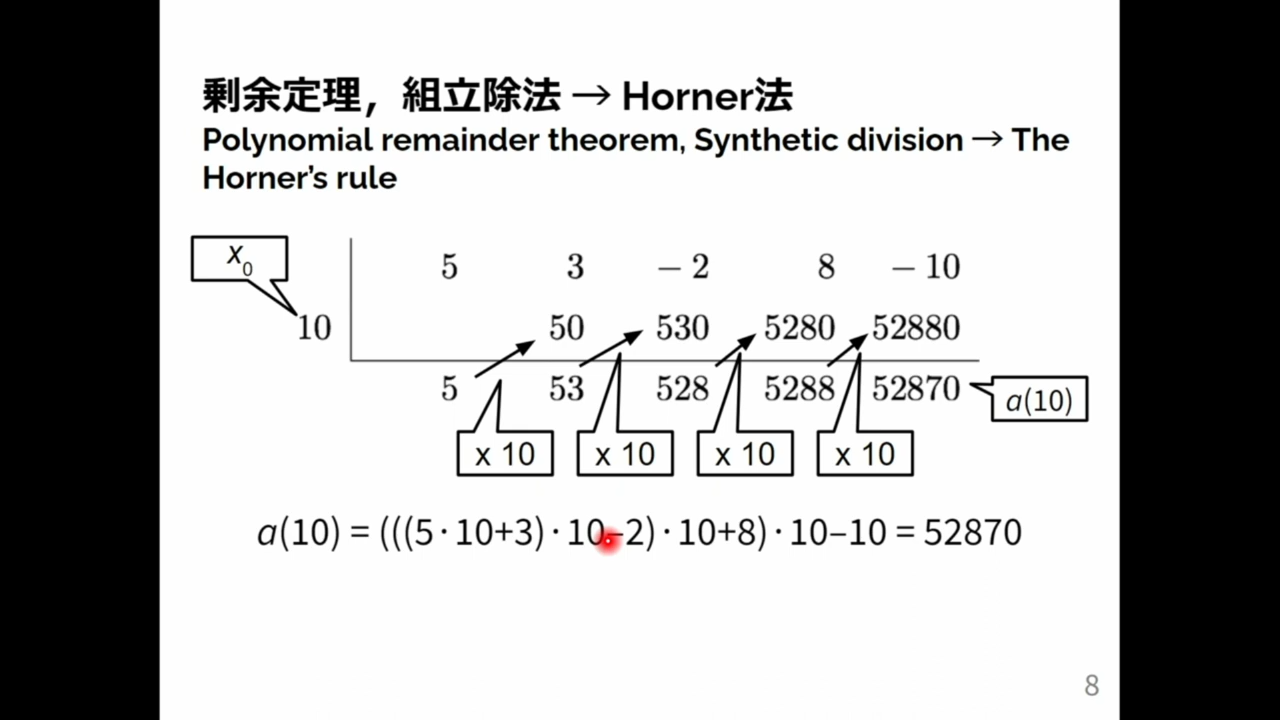 剰余定理，組立除法 → Horner法
Polynomial remainder theorem, Synthetic division → The
Horner's rule
x₀
5 3 − 2 8 − 10
10 50 530 5280 52880
5 53 528 5288 52870
a(10)
x 10 x 10 x 10 x 10
a(10) = (((5·10+3)·10–2)·10+8)·10–10 = 52870
8